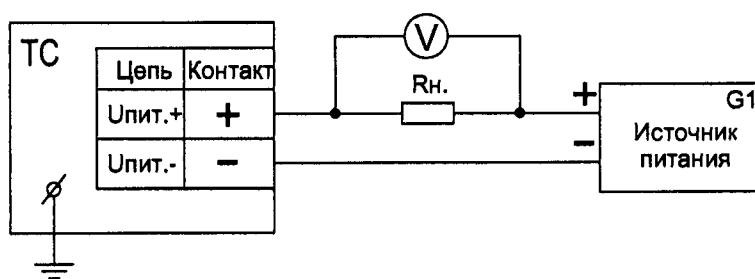 ТС
Цепь Контакт
Uпит.+ +
Uпит.- −
V
Rн.
+
−
G1
Источник
питания